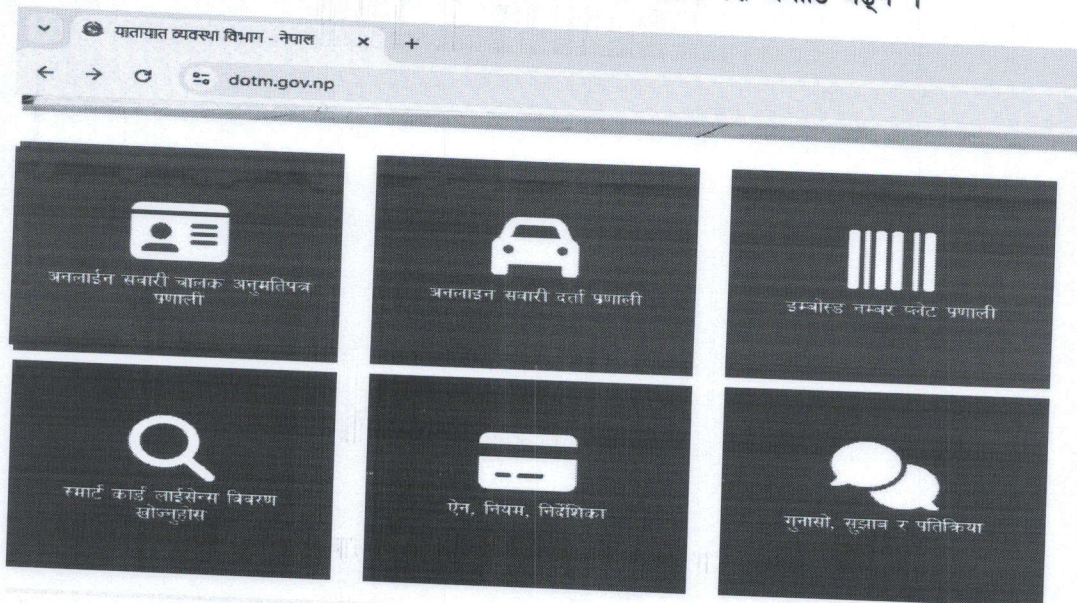 यातायात व्यवस्था विभाग - नेपाल
dotm.gov.np
अनलाईन सवारी चालक अनुमतिपत्र
प्रणाली
अनलाइन सवारी दर्ता प्रणाली
इम्बोस्ड नम्बर प्लेट प्रणाली
स्मार्ट कार्ड लाईसेन्स विवरण
खोज्नुहोस
ऐन, नियम, निर्देशिका
गुनासो, सुझाब र प्रतिक्रिया